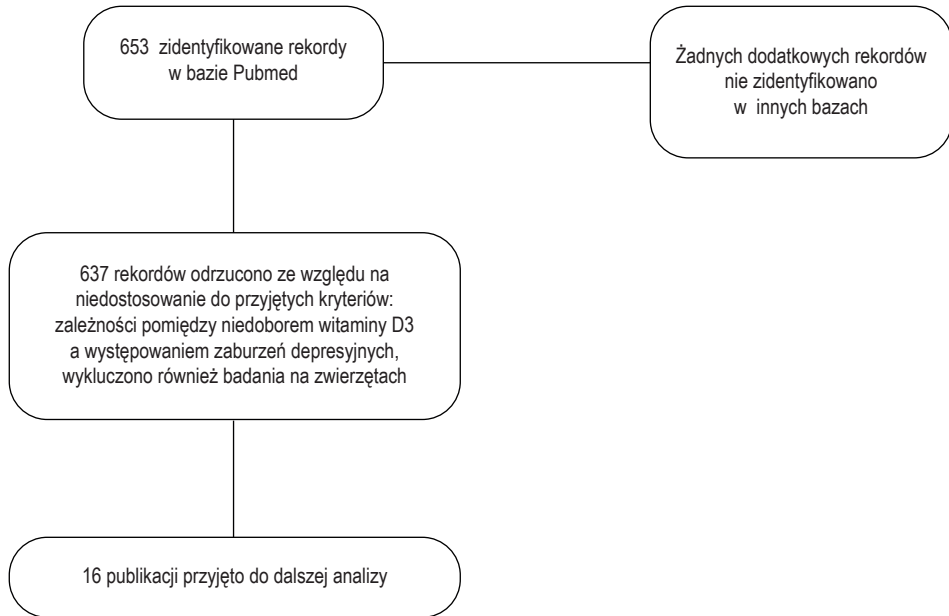 653 zidentyfikowane rekordy
w bazie Pubmed
Żadnych dodatkowych rekordów
nie zidentyfikowano
w innych bazach
637 rekordów odrzucono ze względu na
niedostosowanie do przyjętych kryteriów:
zależności pomiędzy niedoborem witaminy D3
a występowaniem zaburzeń depresyjnych,
wykluczono również badania na zwierzętach
16 publikacji przyjęto do dalszej analizy